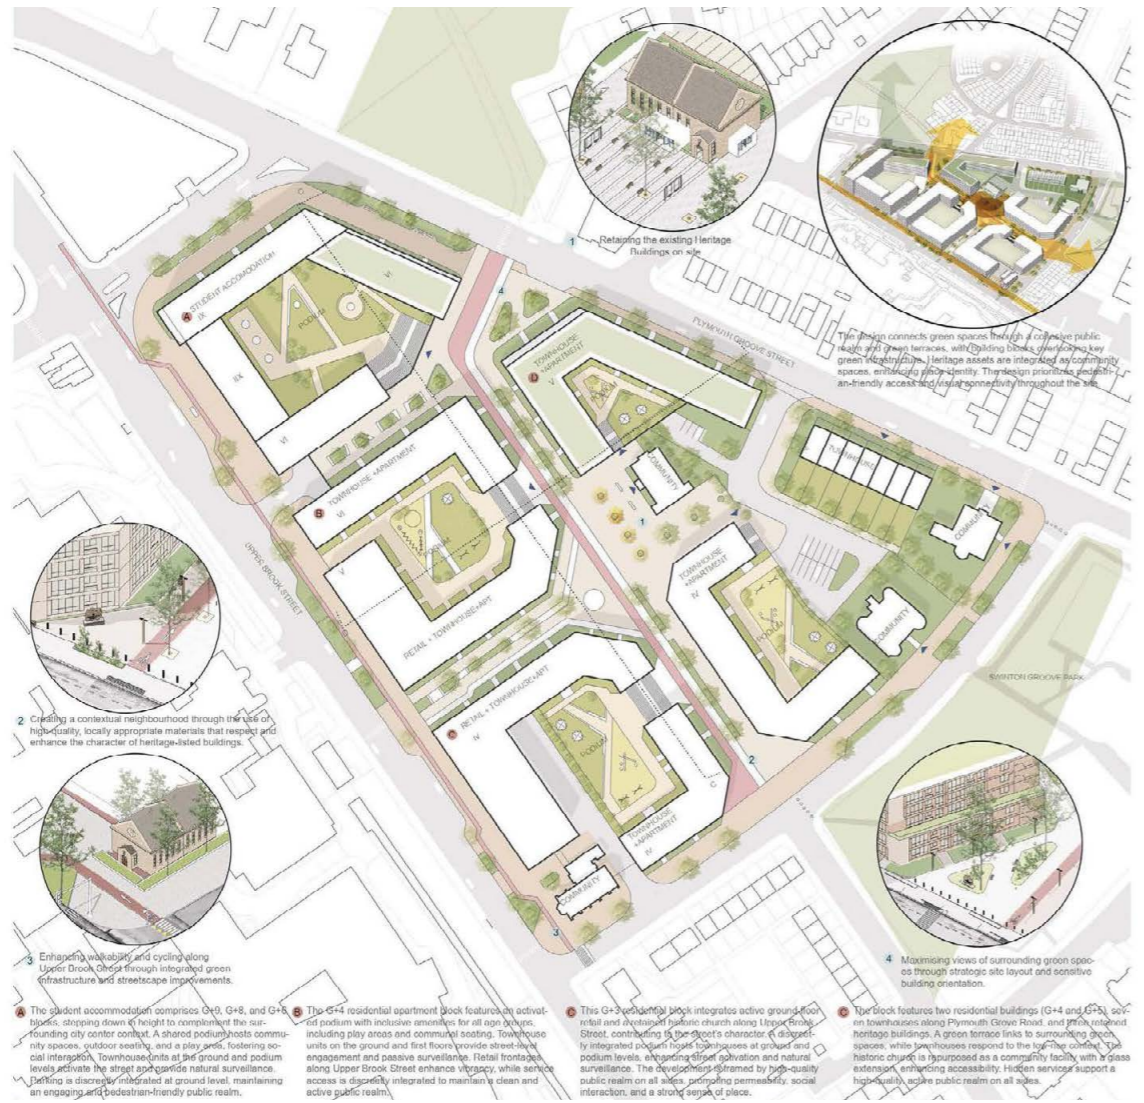 1
Retaining the existing Heritage
Buildings on site
The design connects green spaces through a cohesive public
realm and green terraces, with building blocks overlooking key
green infrastructure. Heritage assets are integrated as community
spaces, enhancing place identity. The design prioritizes pedestri-
an-friendly access and visual connectivity throughout the site.
A
STUDENT ACCOMODATION
IX
VI
PODIUM
VI
4
PLYMOUTH GROOVE STREET
TOWNHOUSE
+APARTMENT
D
V
COMMUNITY
TOWNHOUSE
COMMUNITY
COMMUNITY
SWINTON GROOVE PARK
B
TOWNHOUSE +APARTMENT
VI
PODIUM
V
RETAIL + TOWNHOUSE+APT
1
TOWNHOUSE
+APARTMENT
IV
PODIUM
UPPER BROOK STREET
C
RETAIL + TOWNHOUSE+APT
IV
PODIUM
2
TOWNHOUSE
+APARTMENT
IV
COMMUNITY
3
2 Creating a contextual neighbourhood through the use of
high-quality, locally appropriate materials that respect and
enhance the character of heritage-listed buildings.
3 Enhancing walkability and cycling along
Upper Brook Street through integrated green
infrastructure and streetscape improvements.
4 Maximising views of surrounding green spac-
es through strategic site layout and sensitive
building orientation.
A The student accommodation comprises G+9, G+8, and G+6
blocks, stepping down in height to complement the sur-
rounding city center context. A shared podium hosts commu-
nity spaces, outdoor seating, and a play area, fostering so-
cial interaction. Townhouse units at the ground and podium
levels activate the street and provide natural surveillance.
Parking is discreetly integrated at ground level, maintaining
an engaging and pedestrian-friendly public realm.
B The G+4 residential apartment block features an activat-
ed podium with inclusive amenities for all age groups,
including play areas and communal seating. Townhouse
units on the ground and first floors provide street-level
engagement and passive surveillance. Retail frontages
along Upper Brook Street enhance vibrancy, while service
access is discreetly integrated to maintain a clean and
active public realm.
C This G+3 residential block integrates active ground floor
retail and a retained historic church along Upper Brook
Street, contributing to the street's character. A discreet-
ly integrated podium hosts townhouses at ground and
podium levels, enhancing street activation and natural
surveillance. The development is framed by high-quality
public realm on all sides, promoting permeability, social
interaction, and a strong sense of place.
C The block features two residential buildings (G+4 and G+5), sev-
en townhouses along Plymouth Grove Road, and three retained
heritage buildings. A green terrace links to surrounding green
spaces, while townhouses respond to the low-rise context. The
historic church is repurposed as a community facility with a glass
extension, enhancing accessibility. Hidden services support a
high-quality, active public realm on all sides.